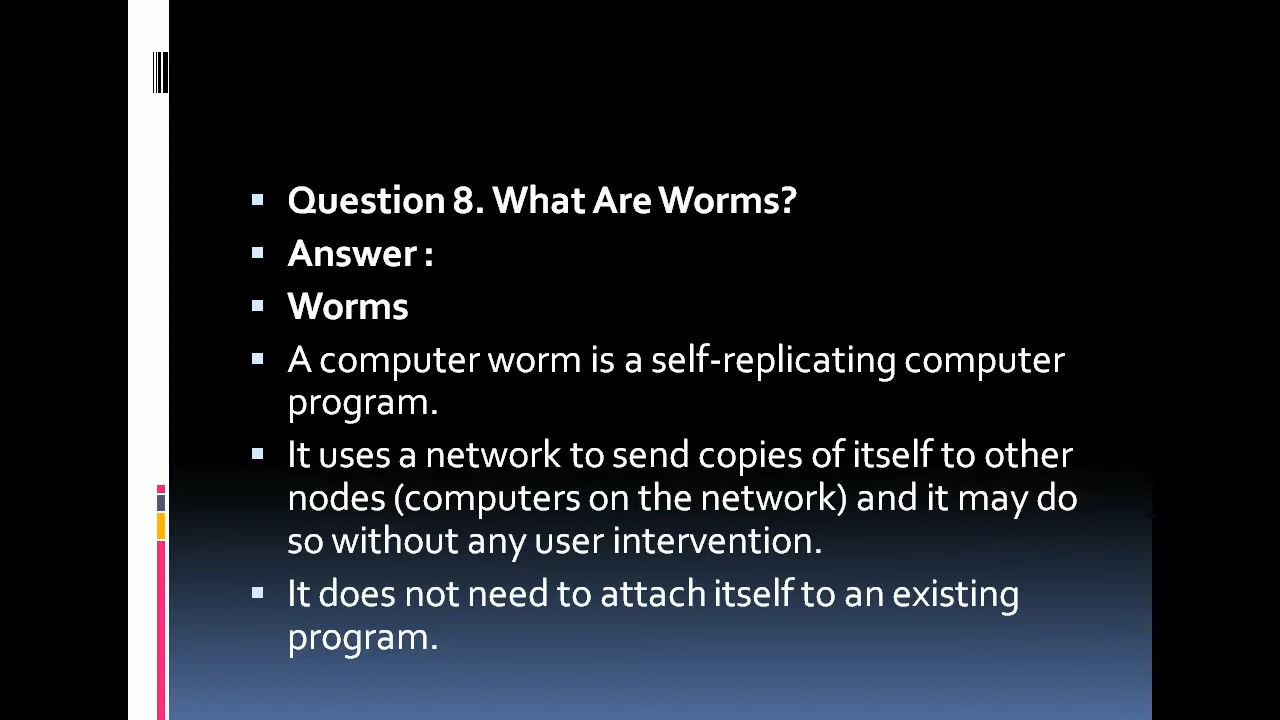 Question 8. What Are Worms?
Answer :
Worms
A computer worm is a self-replicating computer
program.
It uses a network to send copies of itself to other
nodes (computers on the network) and it may do
so without any user intervention.
It does not need to attach itself to an existing
program.